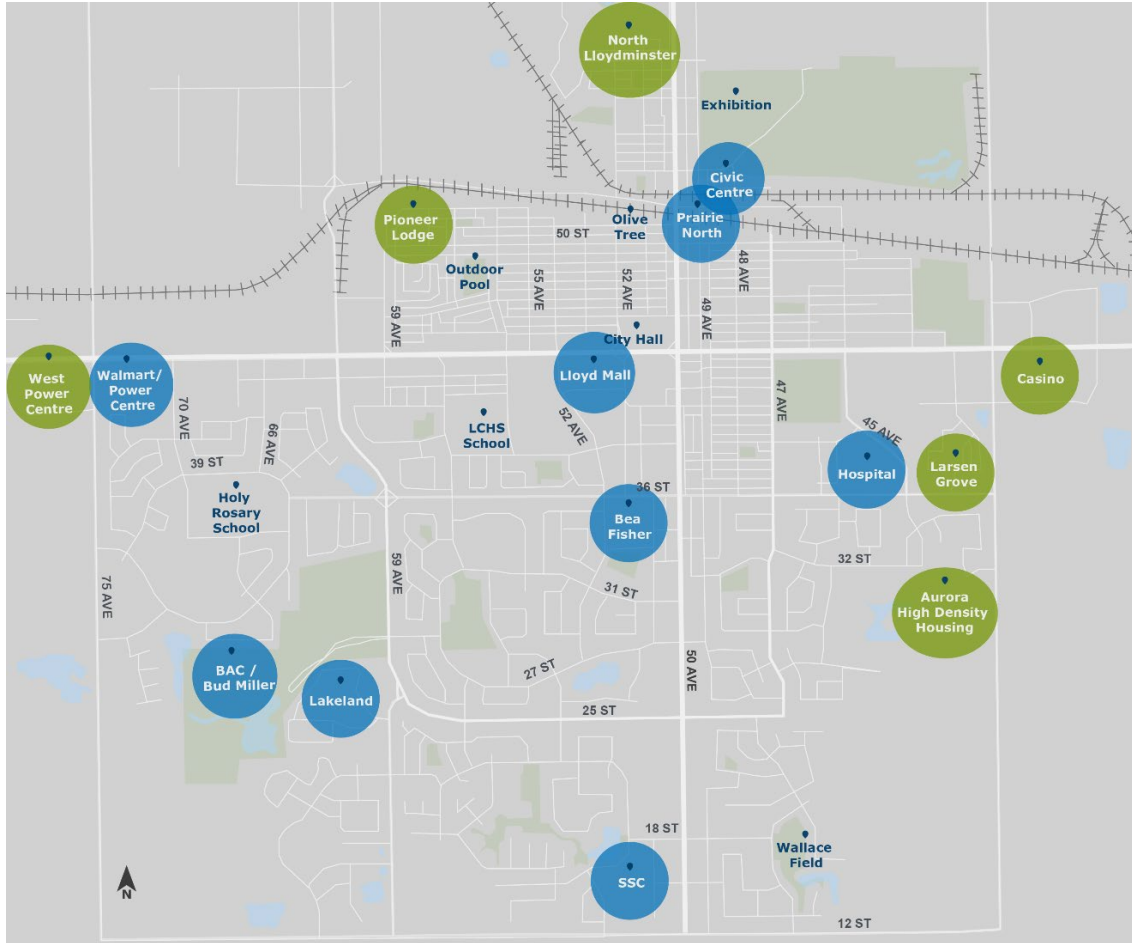 North
Lloydminster
Exhibition
Civic
Centre
Pioneer
Lodge
Olive
Tree
Prairie
North
50 ST
Outdoor
Pool
55 AVE
52 AVE
48 AVE
59 AVE
49 AVE
City Hall
West
Power
Centre
Walmart/
Power
Centre
Lloyd Mall
Casino
70 AVE
47 AVE
LCHS
School
52 AVE
66 AVE
45 AVE
39 ST
Hospital
Larsen
Grove
Holy
Rosary
School
36 ST
Bea
Fisher
32 ST
75 AVE
59 AVE
31 ST
Aurora
High Density
Housing
BAC /
Bud Miller
27 ST
50 AVE
Lakeland
25 ST
18 ST
Wallace
Field
SSC
N
12 ST